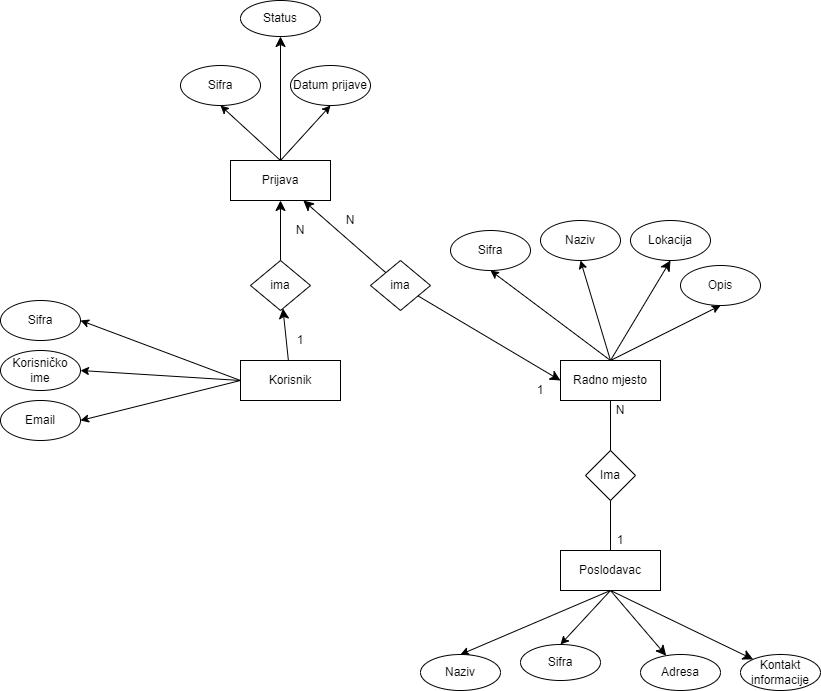 Status
Sifra
Datum prijave
Prijava
N
N
ima
ima
Sifra
Naziv
Lokacija
Opis
Sifra
Korisničko
ime
Email
1
Korisnik
1
Radno mjesto
N
Ima
1
Poslodavac
Naziv
Sifra
Adresa
Kontakt
informacije